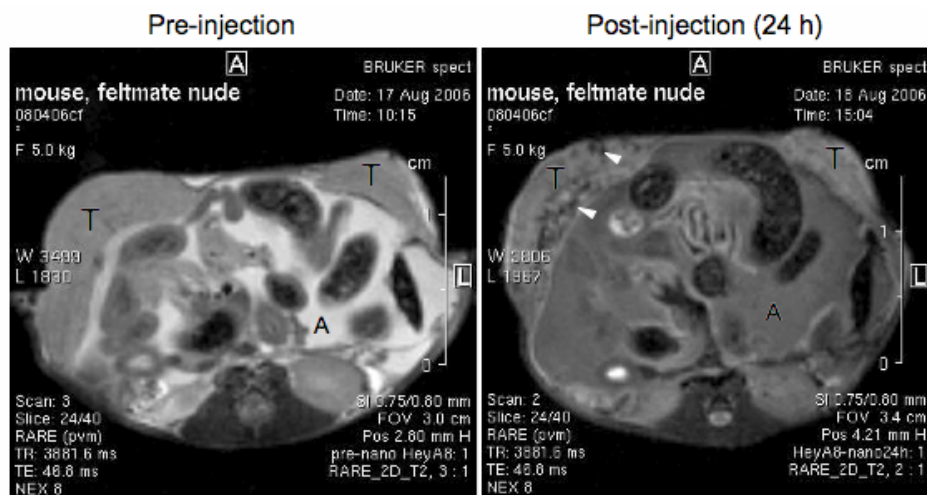 Pre-injection
A
BRUKER spect
mouse, feltmate nude
Date: 17 Aug 2006
080406cf
Time: 10:15
*
F 5.0 kg
cm
T
T
1
W 3499
L 1830
L
A
0
Scan: 3
SI 0.75/0.80 mm
Slice: 24/40
FOV 3.0 cm
RARE (pvm)
Pos 2.80 mm H
TR: 3881.6 ms
pre-nano HeyA8: 1
TE: 46.8 ms
RARE_2D_T2, 3 : 1
NEX 8
Post-injection (24 h)
A
BRUKER spect
mouse, feltmate nude
Date: 18 Aug 2006
080406cf
Time: 15:04
*
F 5.0 kg
cm
T
T
1
W 3806
L 1967
L
A
0
Scan: 2
SI 0.75/0.80 mm
Slice: 24/40
FOV 3.4 cm
RARE (pvm)
Pos 4.21 mm H
TR: 3881.6 ms
HeyA8-nano24h: 1
TE: 46.8 ms
RARE_2D_T2, 2 : 1
NEX 8